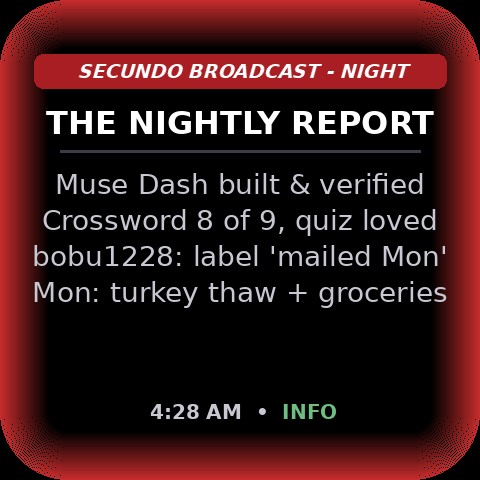 SECUNDO BROADCAST - NIGHT
THE NIGHTLY REPORT
Muse Dash built & verified
Crossword 8 of 9, quiz loved
bobu1228: label 'mailed Mon'
Mon: turkey thaw + groceries
4:28 AM • INFO